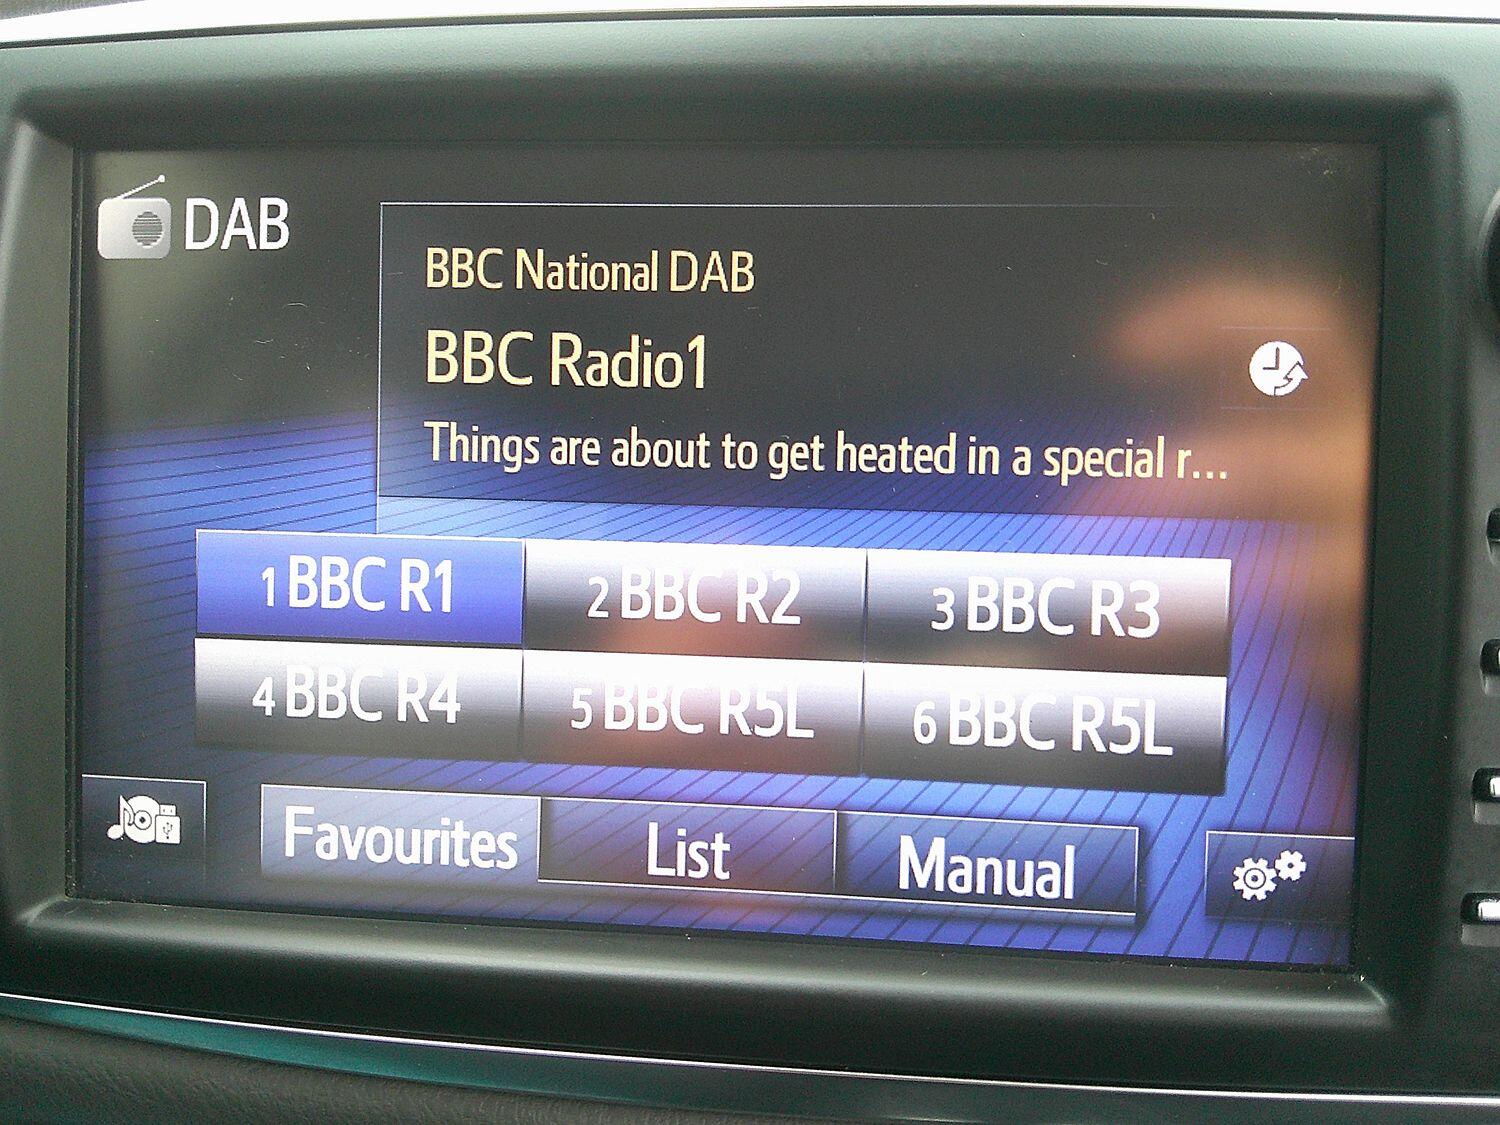 DAB
BBC National DAB
BBC Radio1
Things are about to get heated in a special r...
1 BBC R1
2 BBC R2
3 BBC R3
4 BBC R4
5 BBC R5L
6 BBC R5L
Favourites
List
Manual